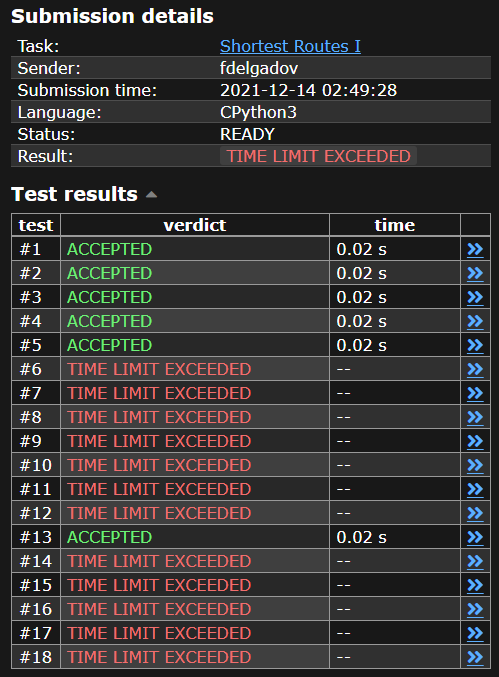 Submission details
Task: Shortest Routes I
Sender: fdelgadov
Submission time: 2021-12-14 02:49:28
Language: CPython3
Status: READY
Result: TIME LIMIT EXCEEDED
Test results
test verdict time
#1 ACCEPTED 0.02 s
#2 ACCEPTED 0.02 s
#3 ACCEPTED 0.02 s
#4 ACCEPTED 0.02 s
#5 ACCEPTED 0.02 s
#6 TIME LIMIT EXCEEDED --
#7 TIME LIMIT EXCEEDED --
#8 TIME LIMIT EXCEEDED --
#9 TIME LIMIT EXCEEDED --
#10 TIME LIMIT EXCEEDED --
#11 TIME LIMIT EXCEEDED --
#12 TIME LIMIT EXCEEDED --
#13 ACCEPTED 0.02 s
#14 TIME LIMIT EXCEEDED --
#15 TIME LIMIT EXCEEDED --
#16 TIME LIMIT EXCEEDED --
#17 TIME LIMIT EXCEEDED --
#18 TIME LIMIT EXCEEDED --